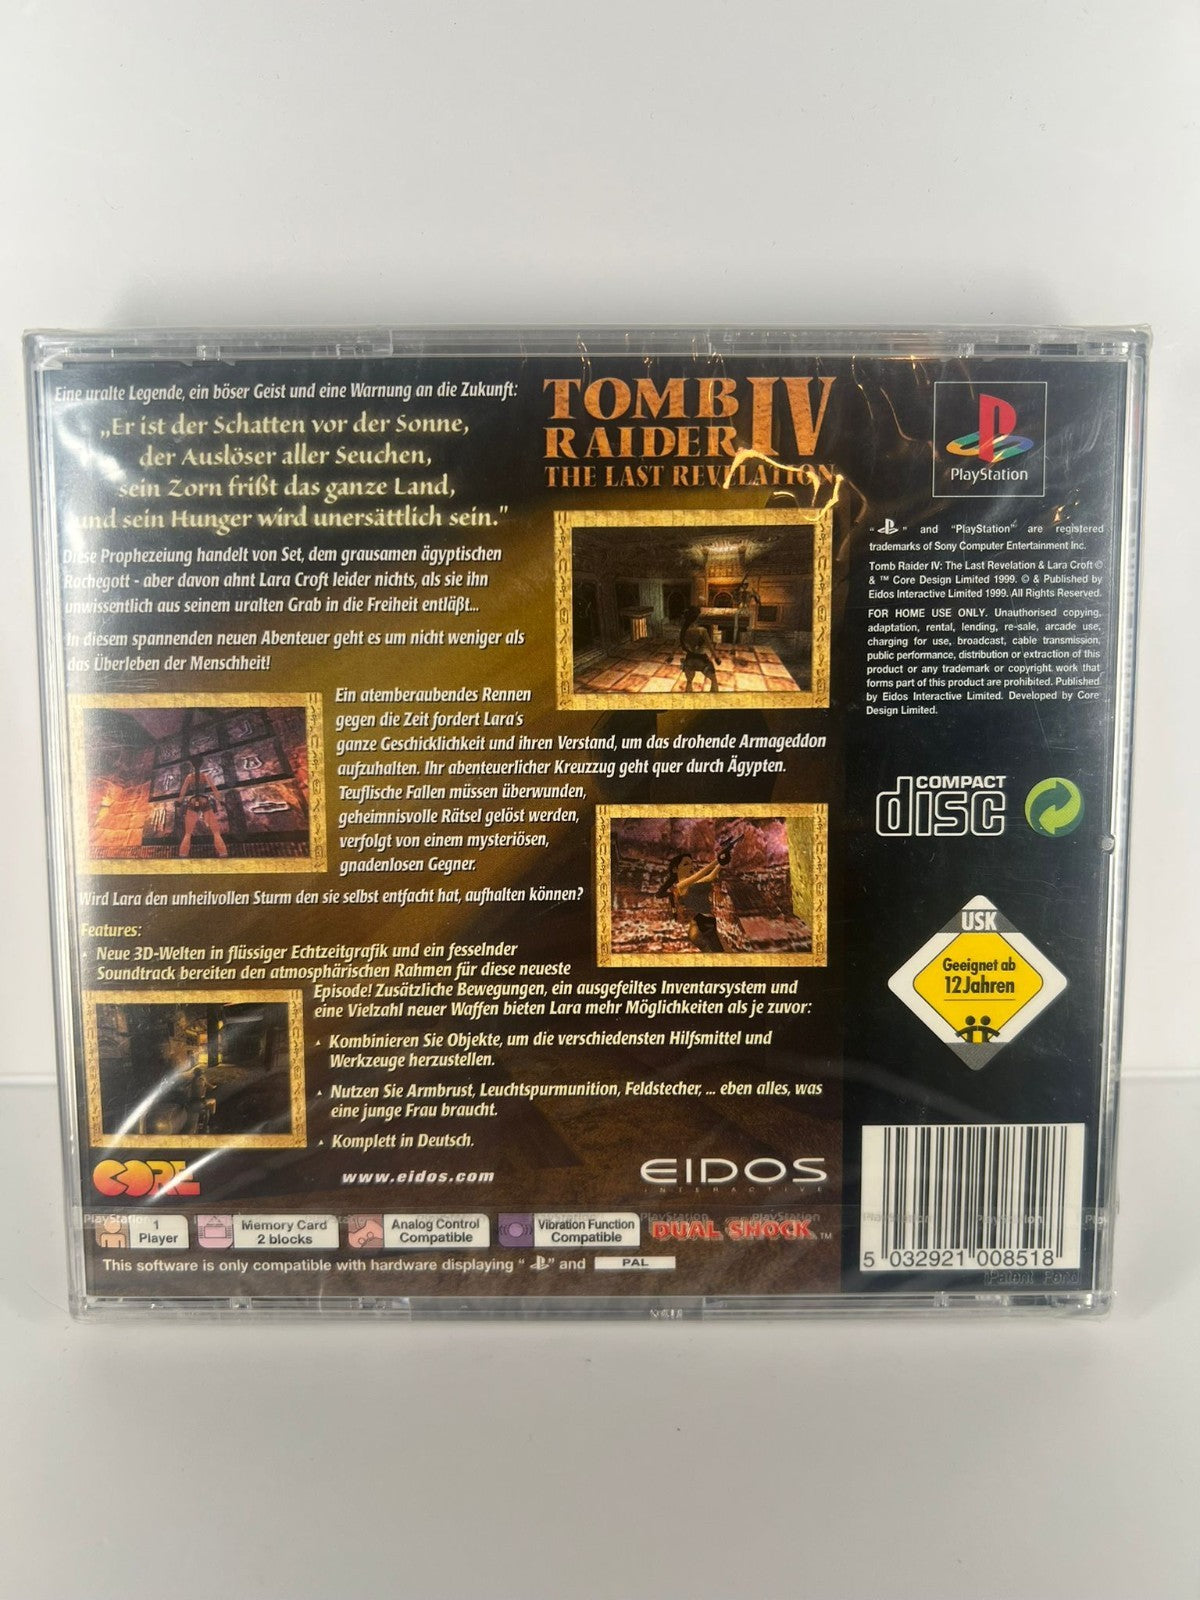 Eine uralte Legende, ein böser Geist und eine Warnung an die Zukunft:
„Er ist der Schatten vor der Sonne,
der Auslöser aller Seuchen,
sein Zorn frißt das ganze Land,
und sein Hunger wird unersättlich sein."
Diese Prophezeiung handelt von Set, dem grausamen ägyptischen
Rachegott - aber davon ahnt Lara Croft leider nichts, als sie ihn
unwissentlich aus seinem uralten Grab in die Freiheit entläßt...
In diesem spannenden neuen Abenteuer geht es um nicht weniger als
das Überleben der Menschheit!
Ein atemberaubendes Rennen
gegen die Zeit fordert Lara's
ganze Geschicklichkeit und ihren Verstand, um das drohende Armageddon
aufzuhalten. Ihr abenteuerlicher Kreuzzug geht quer durch Ägypten.
Teuflische Fallen müssen überwunden,
geheimnisvolle Rätsel gelöst werden,
verfolgt von einem mysteriösen,
gnadenlosen Gegner.
Wird Lara den unheilvollen Sturm den sie selbst entfacht hat, aufhalten können?
Features:
Neue 3D-Welten in flüssiger Echtzeitgrafik und ein fesselnder
Soundtrack bereiten den atmosphärischen Rahmen für diese neueste
Episode! Zusätzliche Bewegungen, ein ausgefeiltes Inventarsystem und
eine Vielzahl neuer Waffen bieten Lara mehr Möglichkeiten als je zuvor:
Kombinieren Sie Objekte, um die verschiedensten Hilfsmittel und
Werkzeuge herzustellen.
Nutzen Sie Armbrust, Leuchtspurmunition, Feldstecher, ... eben alles, was
eine junge Frau braucht.
Komplett in Deutsch.
TOMB
RAIDER IV
THE LAST REVELATION
PlayStation
" " and "PlayStation" are registered
trademarks of Sony Computer Entertainment Inc.
Tomb Raider IV: The Last Revelation & Lara Croft ©
& ™ Core Design Limited 1999. © & Published by
Eidos Interactive Limited 1999. All Rights Reserved.
FOR HOME USE ONLY. Unauthorised copying,
adaptation, rental, lending, re-sale, arcade use,
charging for use, broadcast, cable transmission,
public performance, distribution or extraction of this
product or any trademark or copyright work that
forms part of this product are prohibited. Published
by Eidos Interactive Limited. Developed by Core
Design Limited.
COMPACT
disc
USK
Geeignet ab
12 Jahren
CORE
www.eidos.com
EIDOS
INTERACTIVE
1
Player
Memory Card
2 blocks
Analog Control
Compatible
Vibration Function
Compatible
DUAL SHOCK™
This software is only compatible with hardware displaying " " and PAL
5 032921 008518